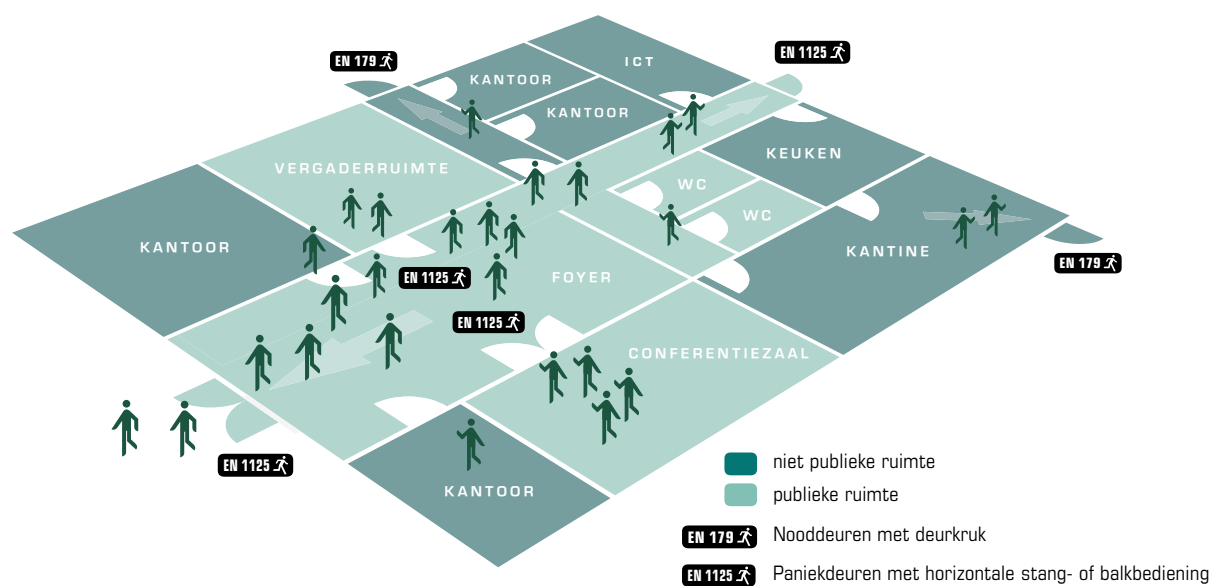 EN 179
EN 1125
ICT
KANTOOR
KANTOOR
KEUKEN
VERGADERRUIMTE
WC
WC
KANTOOR
KANTINE
EN 179
FOYER
EN 1125
EN 1125
CONFERENTIEZAAL
EN 1125
KANTOOR
niet publieke ruimte
publieke ruimte
EN 179 Nooddeuren met deurkruk
EN 1125 Paniekdeuren met horizontale stang- of balkbediening